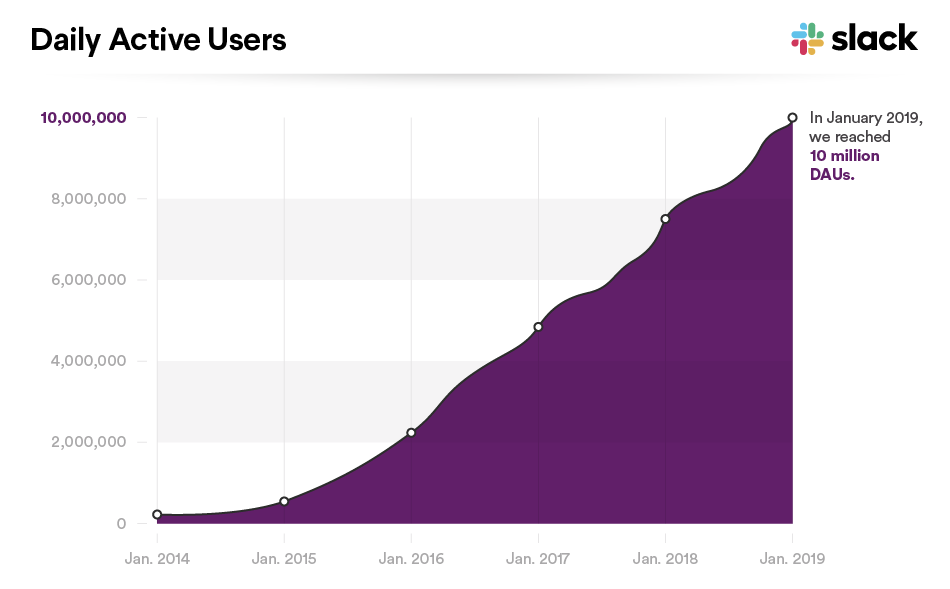 Daily Active Users
slack
10,000,000
In January 2019,
we reached
10 million
DAUs.
8,000,000
6,000,000
4,000,000
2,000,000
0
Jan. 2014 Jan. 2015 Jan. 2016 Jan. 2017 Jan. 2018 Jan. 2019